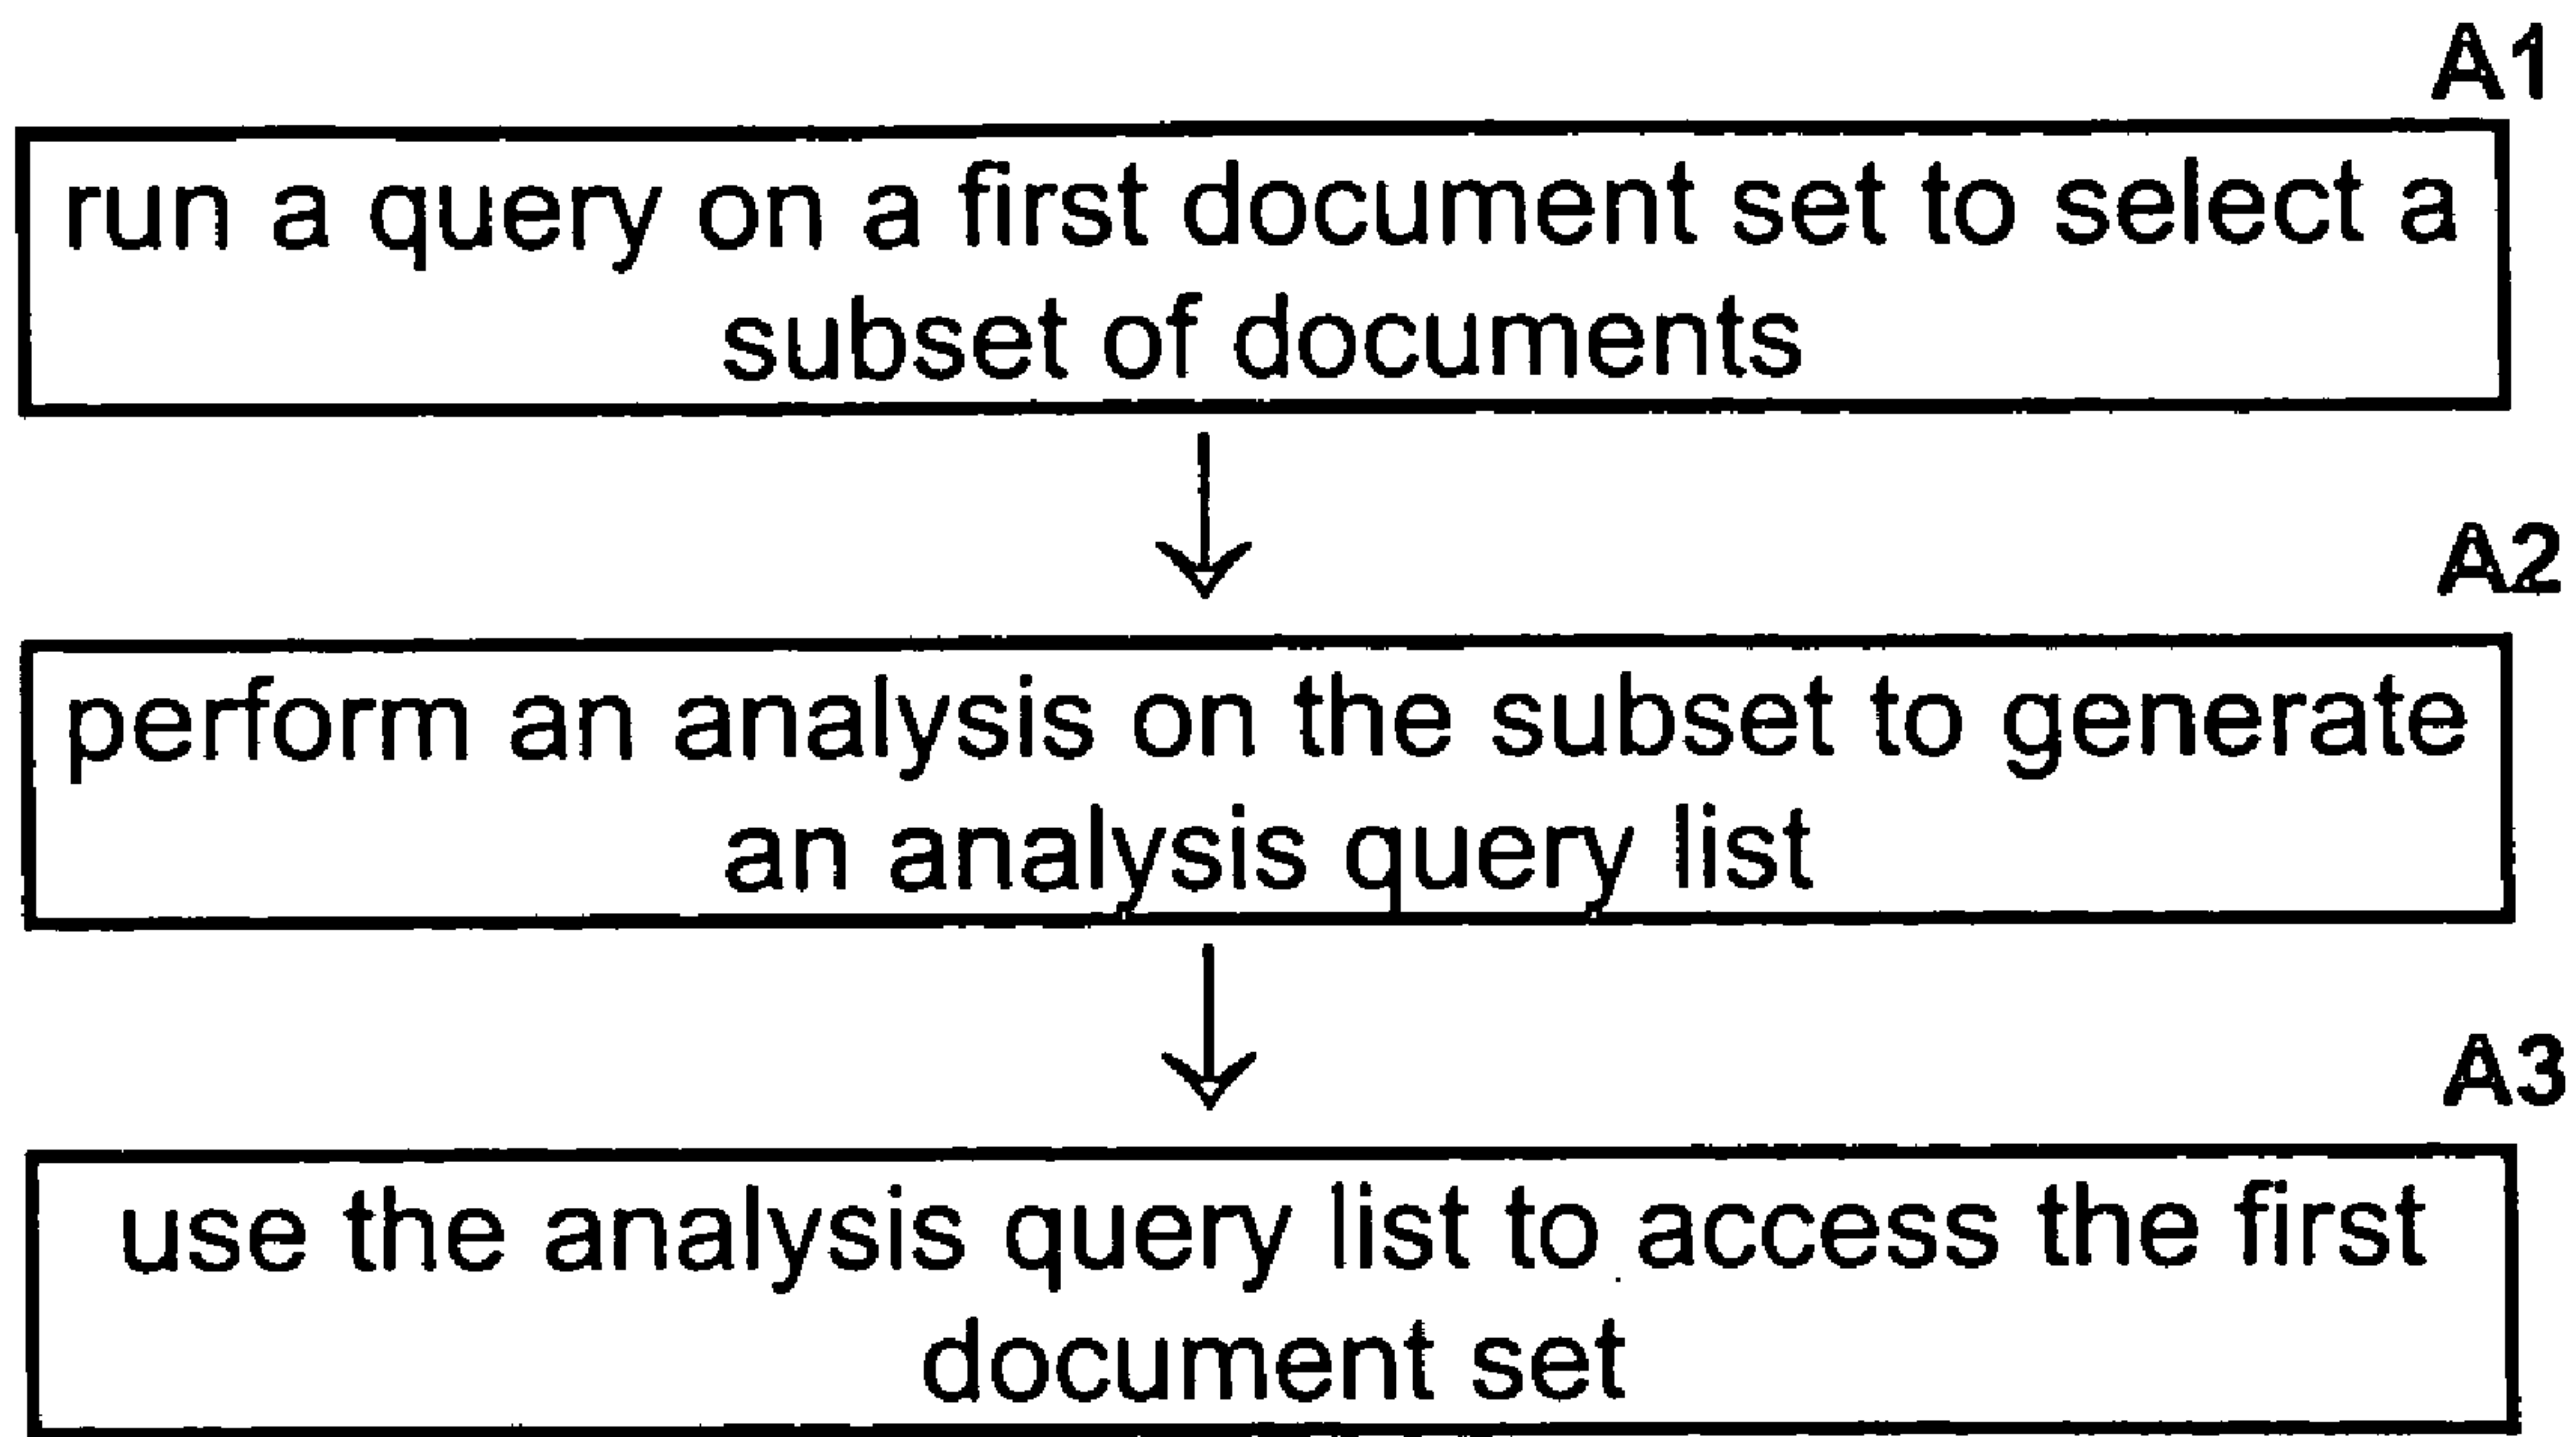 A1
run a query on a first document set to select a
subset of documents
A2
perform an analysis on the subset to generate
an analysis query list
A3
use the analysis query list to access the first
document set